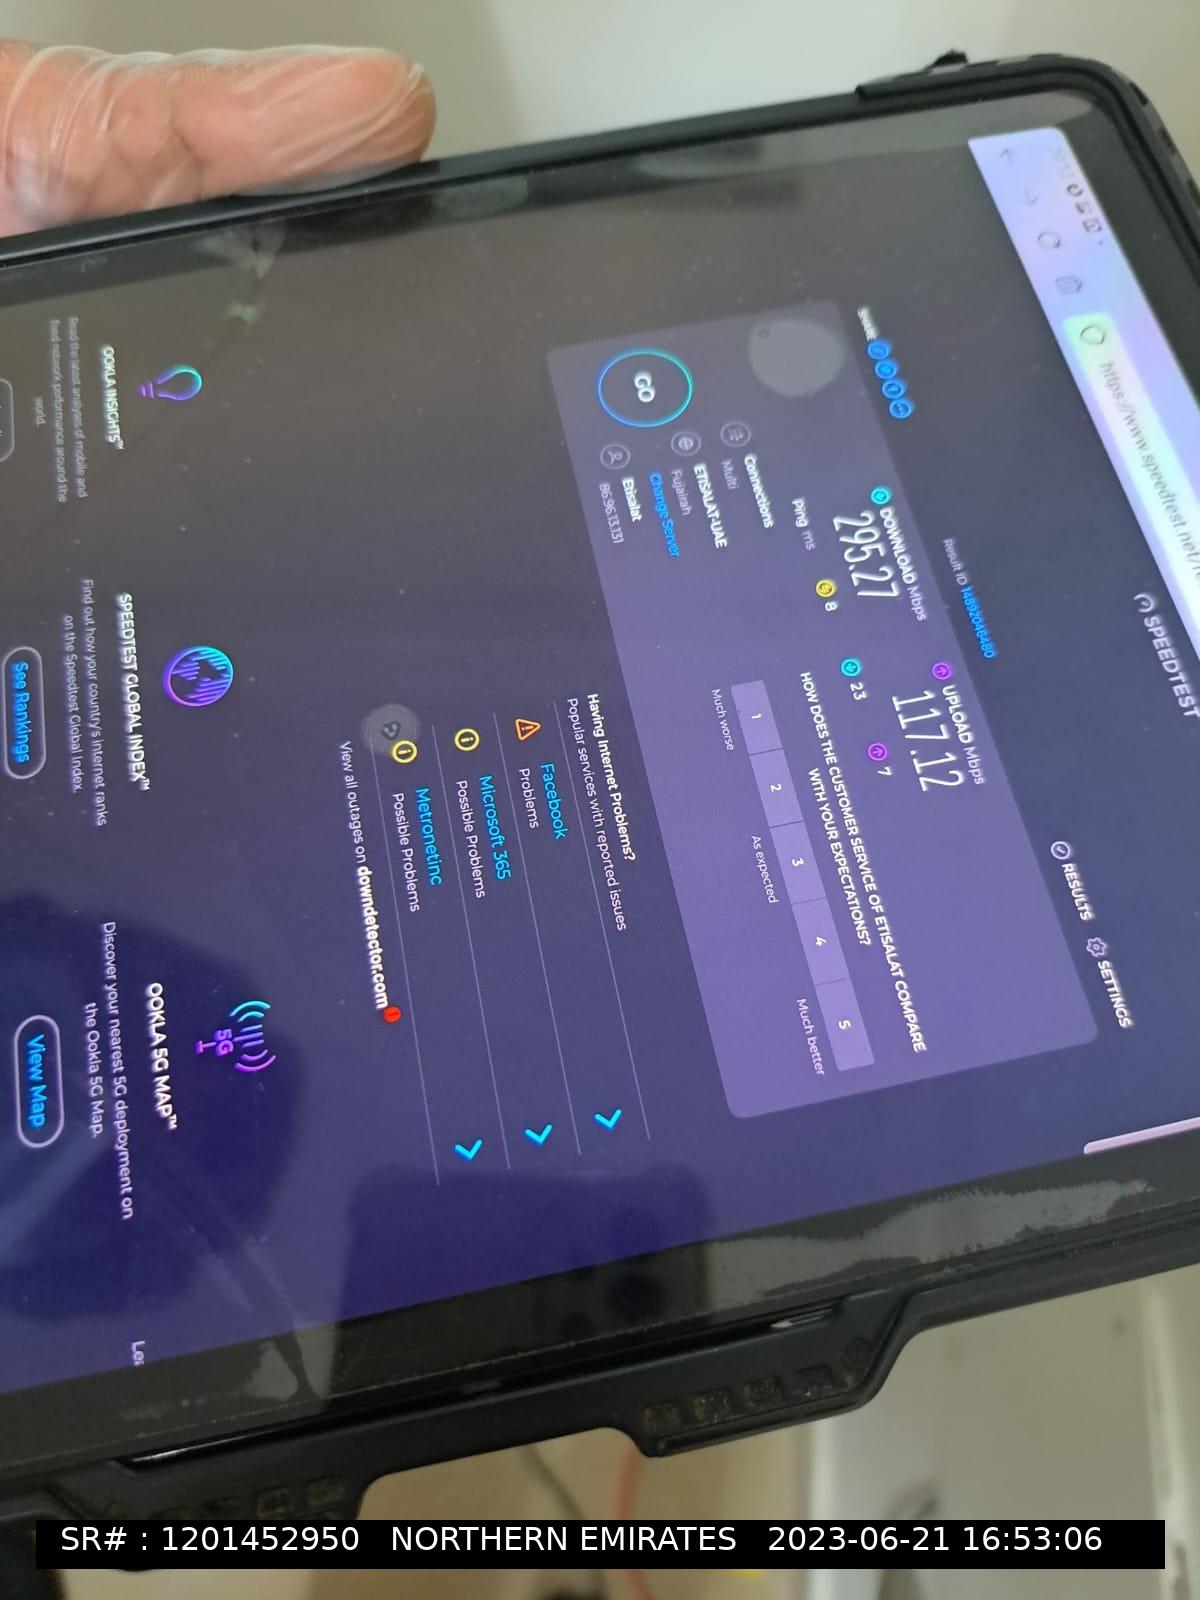 https://www.speedtest.net/
SPEEDTEST
RESULTS
SETTINGS
SHARE
Result ID 14892046480
DOWNLOAD Mbps
295.27
UPLOAD Mbps
117.12
Ping ms
8
23
7
Connections
Multi
ETISALAT-UAE
Fujairah
Change Server
Etisalat
86.96.13.131
GO
HOW DOES THE CUSTOMER SERVICE OF ETISALAT COMPARE
WITH YOUR EXPECTATIONS?
1 2 3 4 5
Much worse
As expected
Much better
Having Internet Problems?
Popular services with reported issues
Facebook
Problems
Microsoft 365
Possible Problems
Metronetinc
Possible Problems
View all outages on downdetector.com
5G
OOKLA INSIGHTS™
Read the latest analyses of mobile and
fixed network performance around the
world.
SPEEDTEST GLOBAL INDEX™
Find out how your country's internet ranks
on the Speedtest Global Index.
See Rankings
OOKLA 5G MAP™
Discover your nearest 5G deployment on
the Ookla 5G Map.
View Map
SR# : 1201452950 NORTHERN EMIRATES 2023-06-21 16:53:06